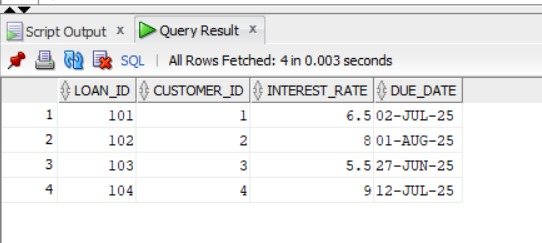 Script Output x Query Result x
SQL | All Rows Fetched: 4 in 0.003 seconds
LOAN_ID CUSTOMER_ID INTEREST_RATE DUE_DATE
1 101 1 6.5 02-JUL-25
2 102 2 8 01-AUG-25
3 103 3 5.5 27-JUN-25
4 104 4 9 12-JUL-25